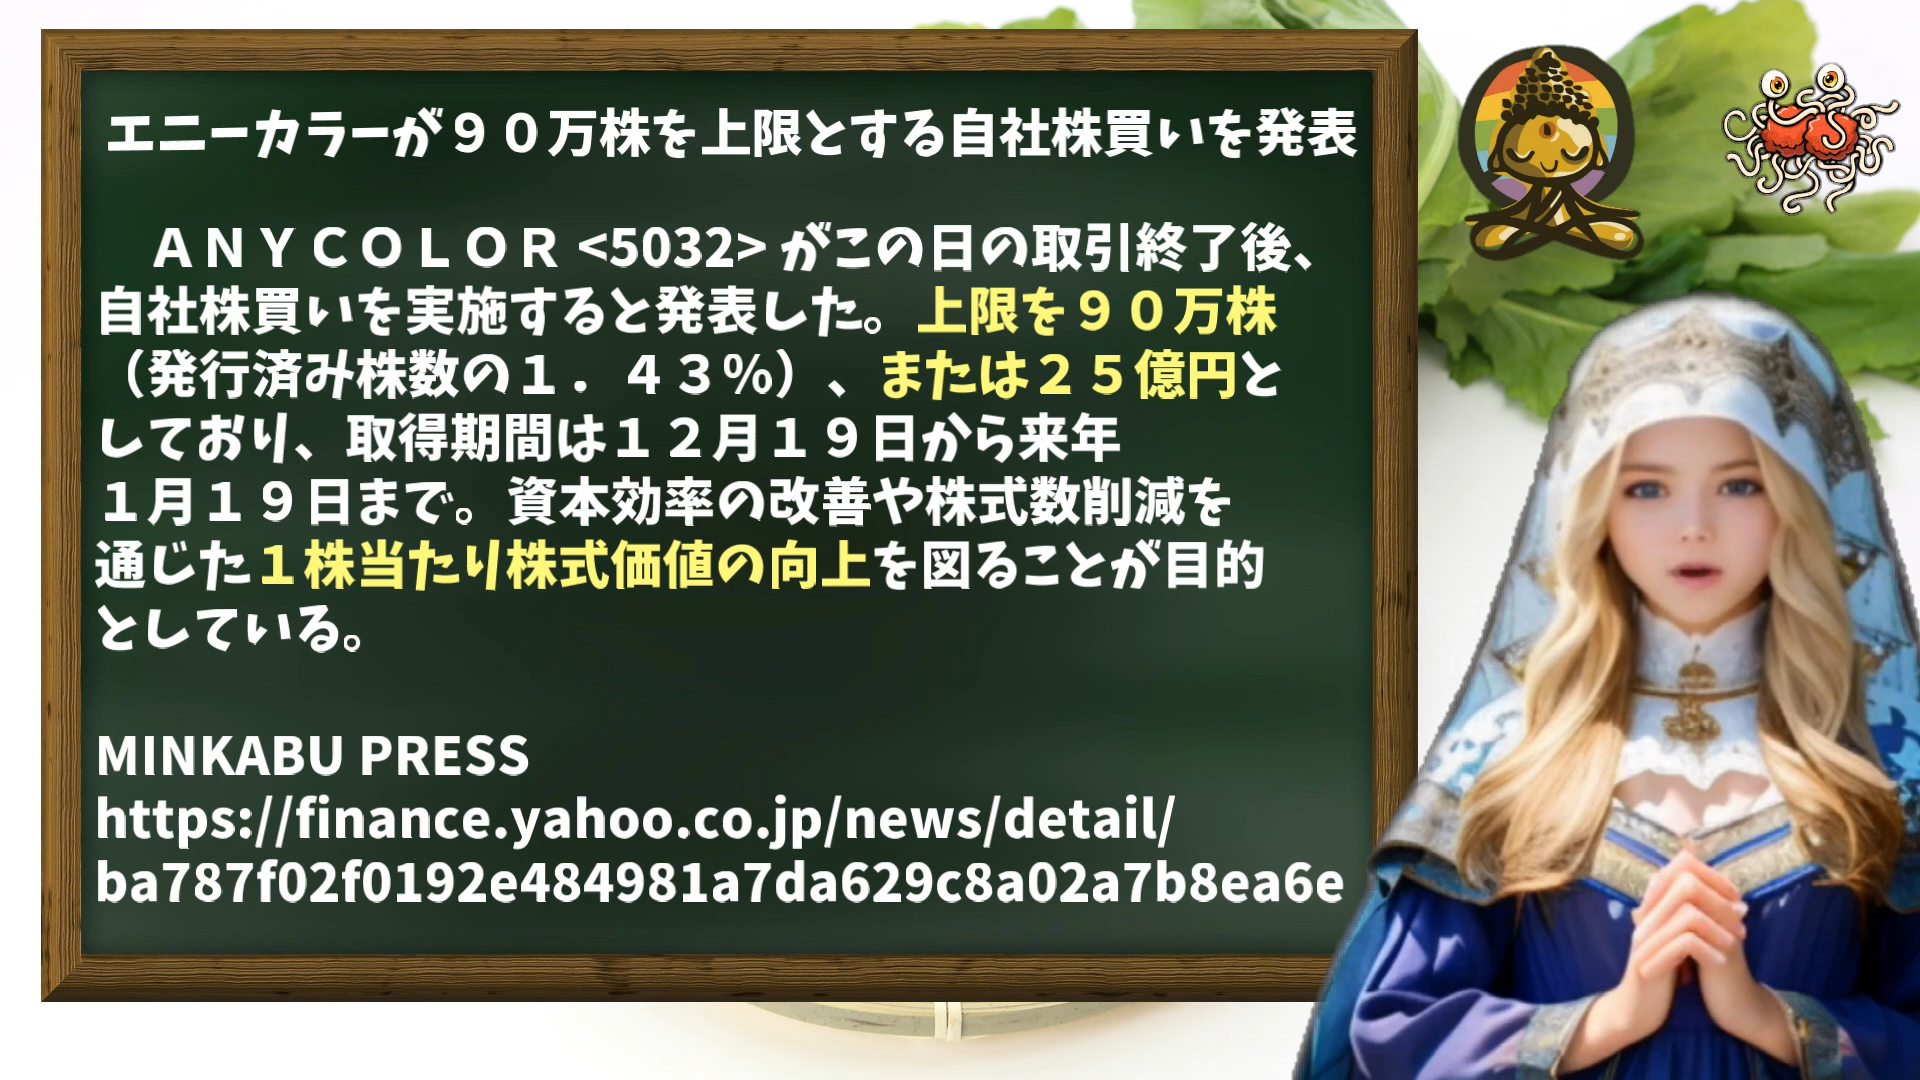 エニーカラーが９０万株を上限とする自社株買いを発表
ＡＮＹＣＯＬＯＲ <5032> がこの日の取引終了後、
自社株買いを実施すると発表した。上限を９０万株
（発行済み株数の１．４３％）、または２５億円と
しており、取得期間は１２月１９日から来年
１月１９日まで。資本効率の改善や株式数削減を
通じた１株当たり株式価値の向上を図ることが目的
としている。
MINKABU PRESS
https://finance.yahoo.co.jp/news/detail/
ba787f02f0192e484981a7da629c8a02a7b8ea6e